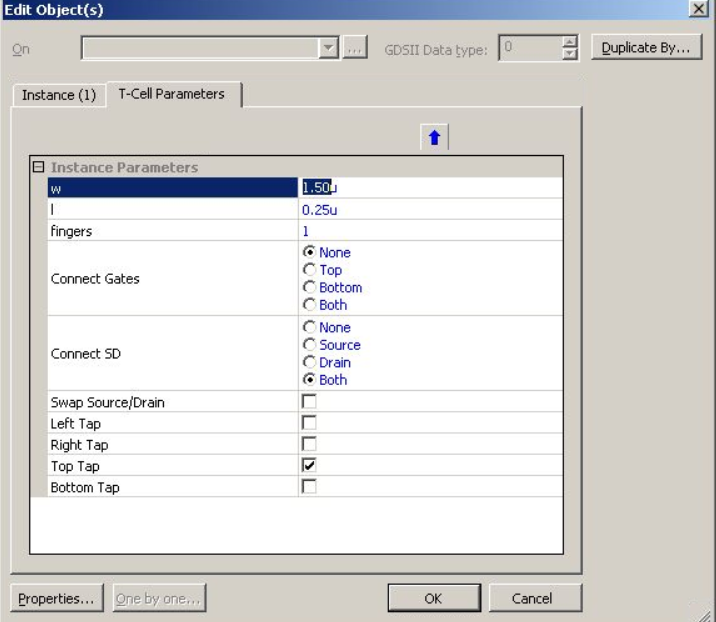 Edit Object(s)
On
...
GDSII Data type: 0
Duplicate By...
Instance (1) T-Cell Parameters
Instance Parameters
w 1.50u
l 0.25u
fingers 1
Connect Gates
None
Top
Bottom
Both
Connect SD
None
Source
Drain
Both
Swap Source/Drain
Left Tap
Right Tap
Top Tap
Bottom Tap
Properties... One by one... OK Cancel